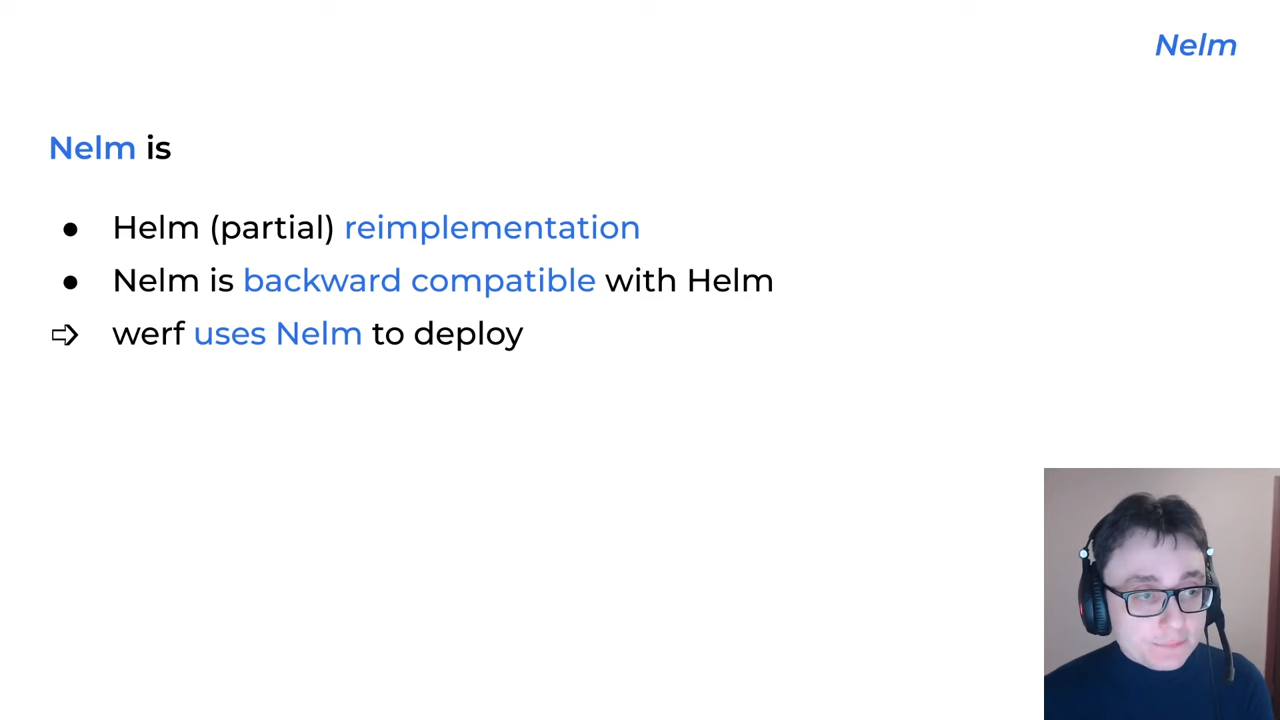 Nelm
Nelm is
● Helm (partial) reimplementation
● Nelm is backward compatible with Helm
⇨ werf uses Nelm to deploy